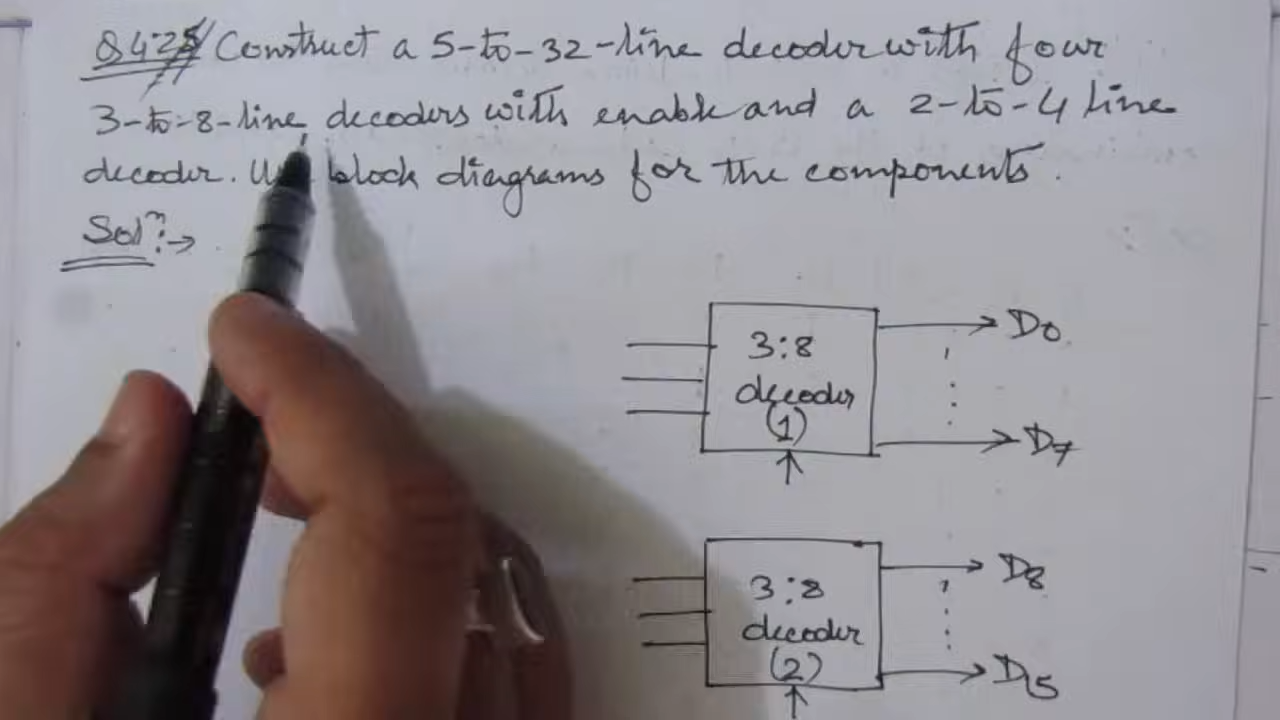 Q4.25 Construct a 5-to-32-line decoder with four
3-to-8-line decoders with enable and a 2-to-4 line
decoder. block diagrams for the components.
Solⁿ:→
3:8
decoder
(1)
D0
D7
3:8
decoder
(2)
D8
D15